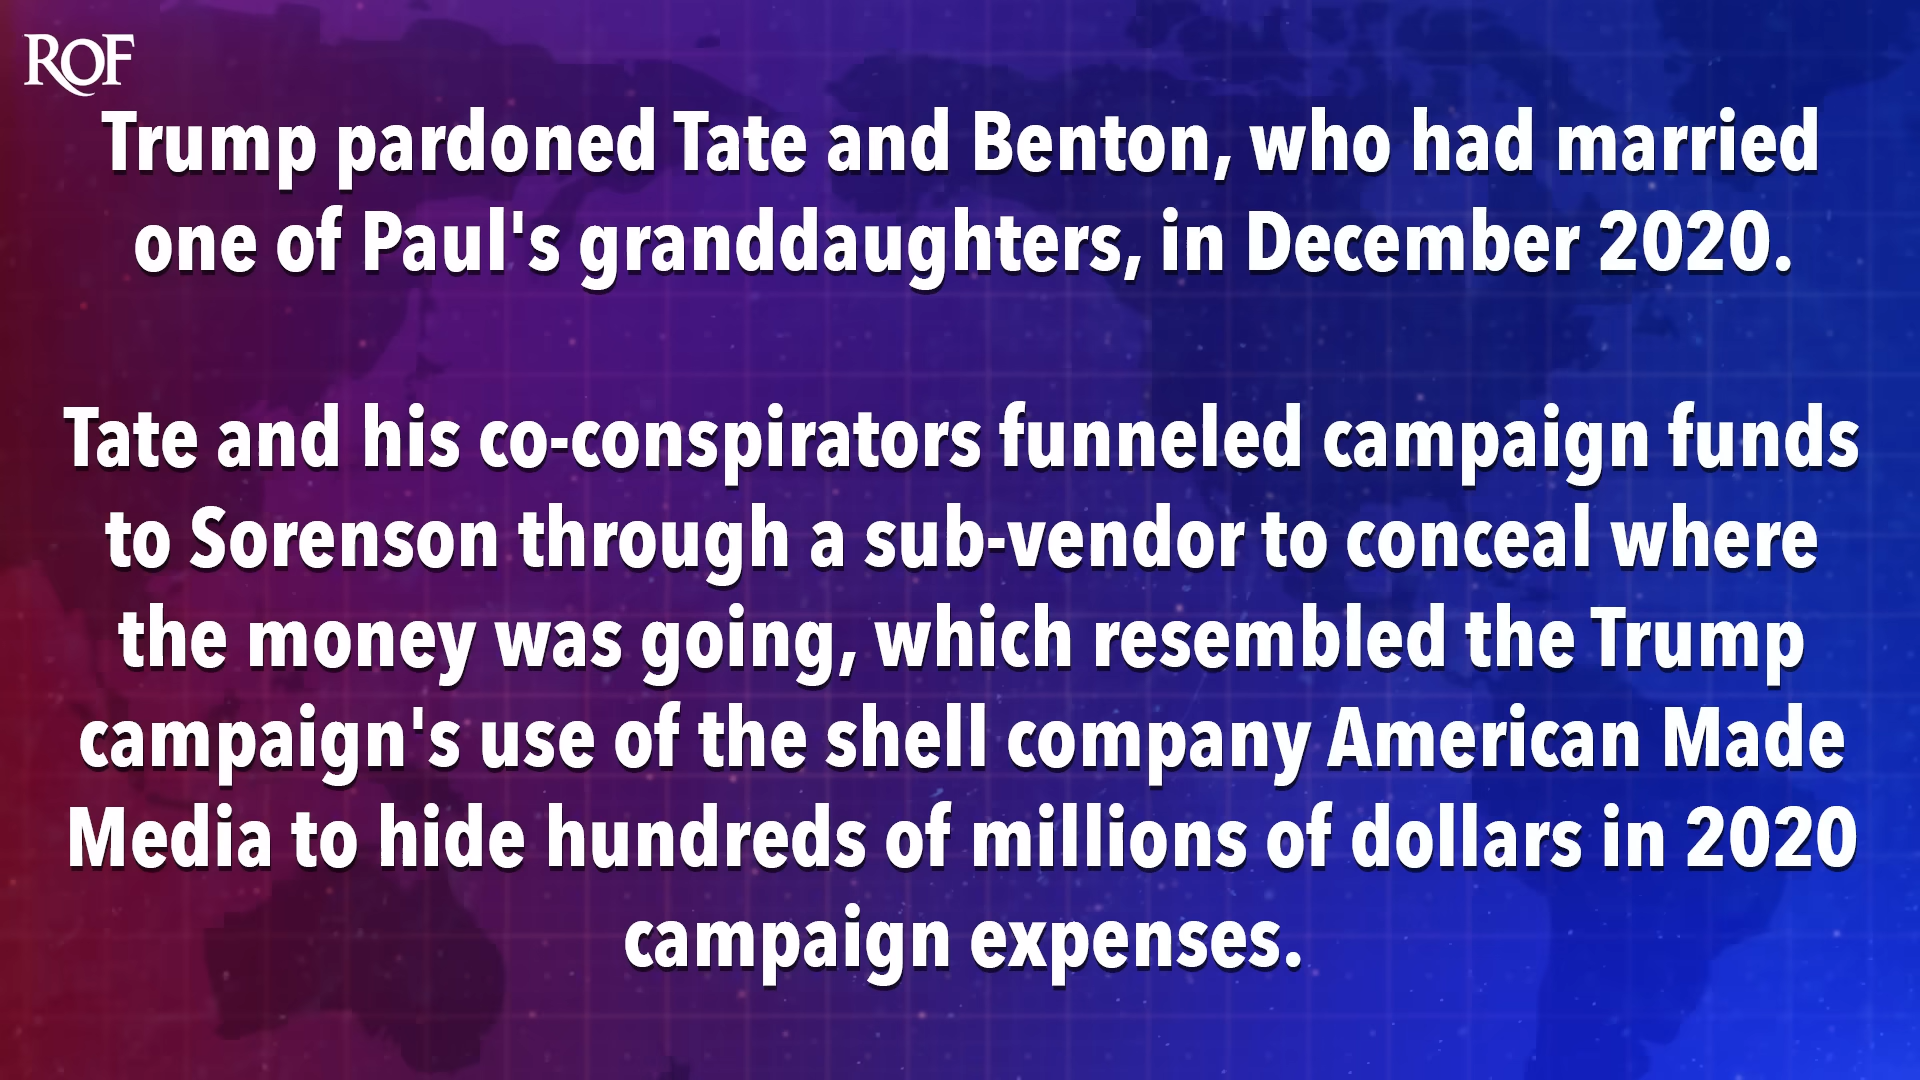 ROF
Trump pardoned Tate and Benton, who had married
one of Paul's granddaughters, in December 2020.
Tate and his co-conspirators funneled campaign funds
to Sorenson through a sub-vendor to conceal where
the money was going, which resembled the Trump
campaign's use of the shell company American Made
Media to hide hundreds of millions of dollars in 2020
campaign expenses.